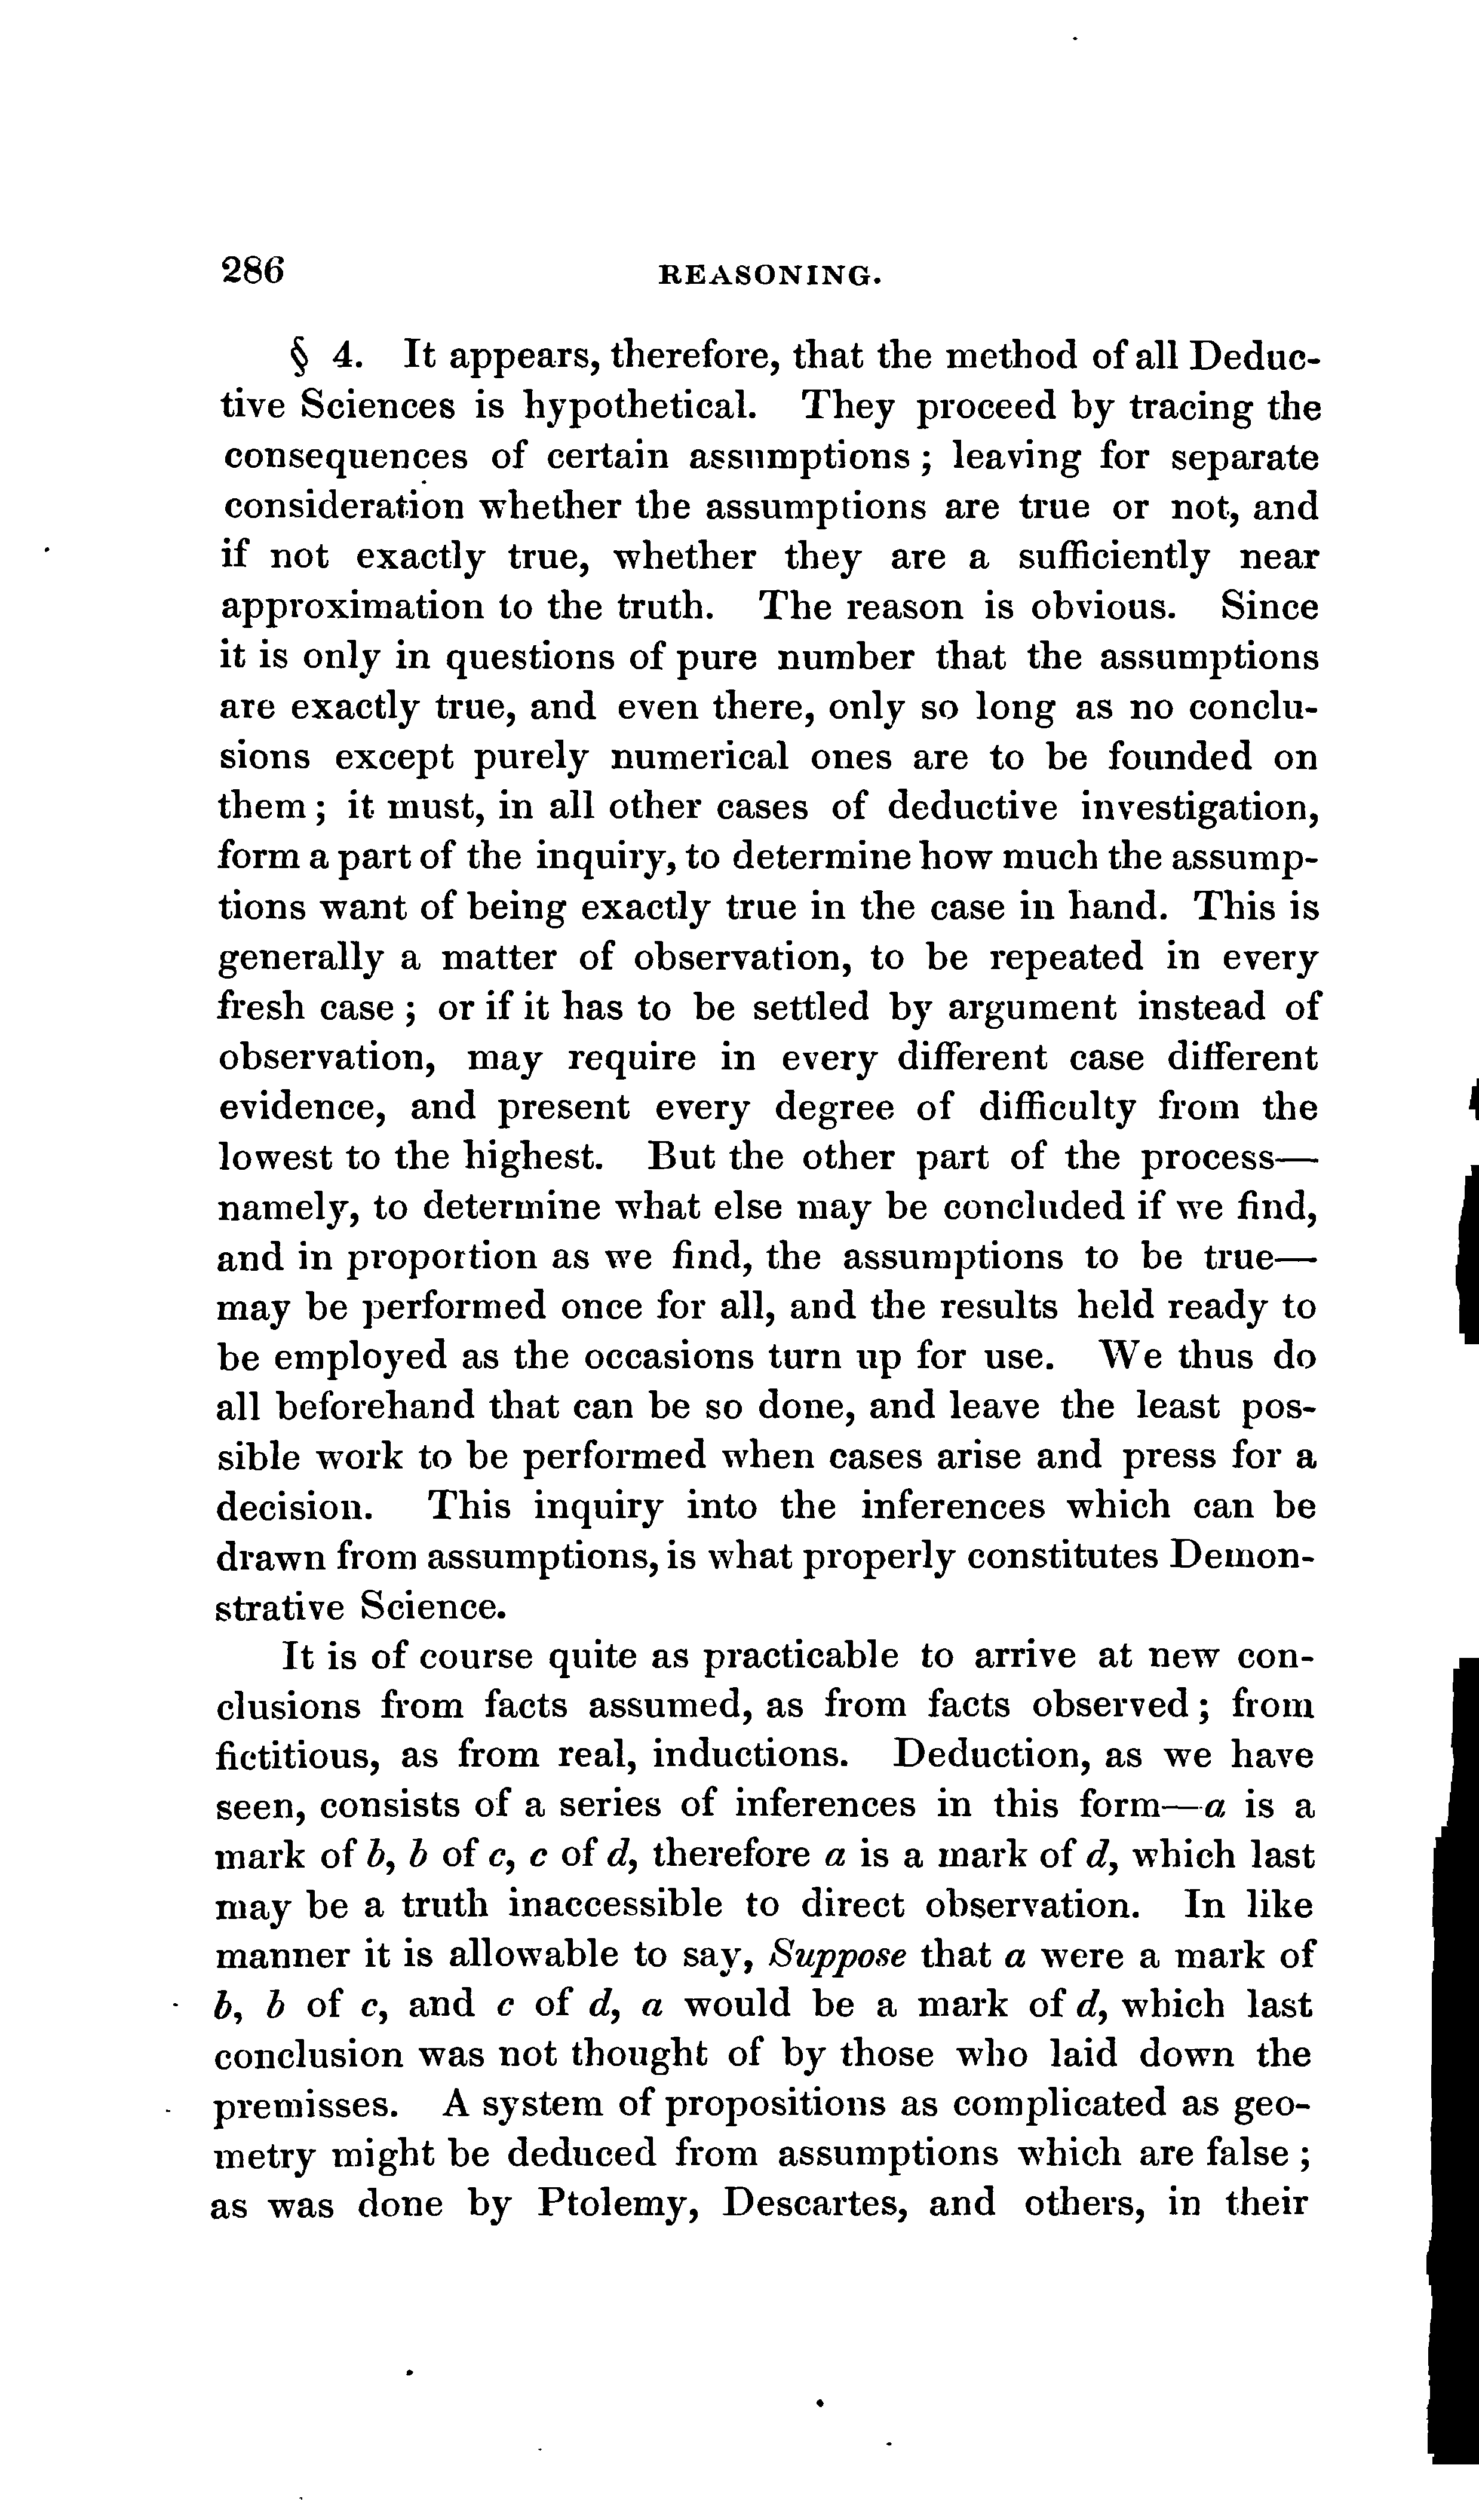 286 REASONING.
§ 4. It appears, therefore, that the method of all Deduc-
tive Sciences is hypothetical. They proceed by tracing the
consequences of certain assumptions ; leaving for separate
consideration whether the assumptions are true or not, and
if not exactly true, whether they are a sufficiently near
approximation to the truth. The reason is obvious. Since
it is only in questions of pure number that the assumptions
are exactly true, and even there, only so long as no conclu-
sions except purely numerical ones are to be founded on
them ; it must, in all other cases of deductive investigation,
form a part of the inquiry, to determine how much the assump-
tions want of being exactly true in the case in hand. This is
generally a matter of observation, to be repeated in every
fresh case ; or if it has to be settled by argument instead of
observation, may require in every different case different
evidence, and present every degree of difficulty from the
lowest to the highest. But the other part of the process—
namely, to determine what else may be concluded if we find,
and in proportion as we find, the assumptions to be true—
may be performed once for all, and the results held ready to
be employed as the occasions turn up for use. We thus do
all beforehand that can be so done, and leave the least pos-
sible work to be performed when cases arise and press for a
decision. This inquiry into the inferences which can be
drawn from assumptions, is what properly constitutes Demon-
strative Science.
It is of course quite as practicable to arrive at new con-
clusions from facts assumed, as from facts observed ; from
fictitious, as from real, inductions. Deduction, as we have
seen, consists of a series of inferences in this form—a is a
mark of b, b of c, c of d, therefore a is a mark of d, which last
may be a truth inaccessible to direct observation. In like
manner it is allowable to say, Suppose that a were a mark of
b, b of c, and c of d, a would be a mark of d, which last
conclusion was not thought of by those who laid down the
premisses. A system of propositions as complicated as geo-
metry might be deduced from assumptions which are false ;
as was done by Ptolemy, Descartes, and others, in their